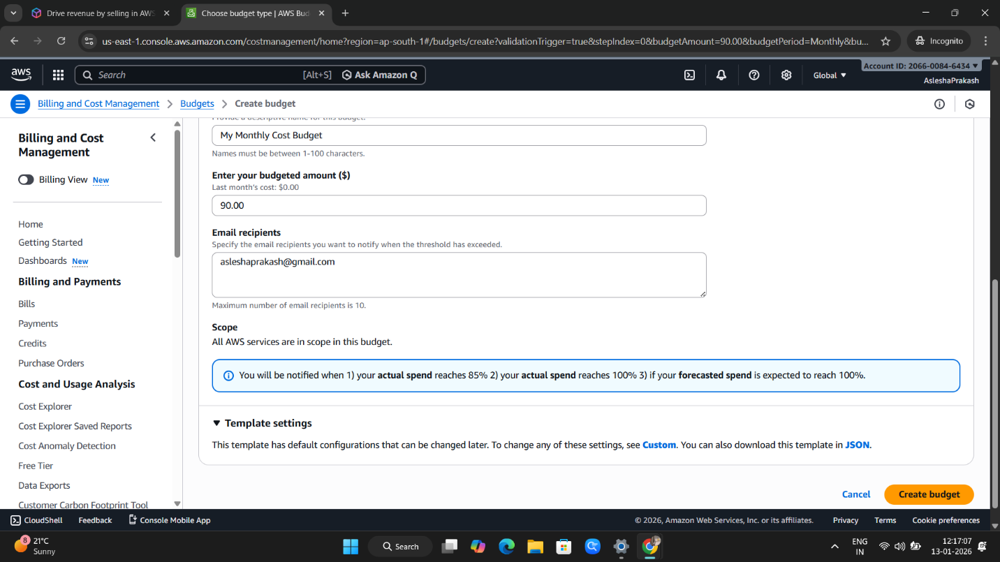 Drive revenue by selling in AWS
Choose budget type | AWS Bud
us-east-1.console.aws.amazon.com/costmanagement/home?region=ap-south-1#/budgets/create?validationTrigger=true&stepIndex=0&budgetAmount=90.00&budgetPeriod=Monthly&bu...
Incognito
aws
Search [Alt+S]
Ask Amazon Q
Global
Account ID: 2066-0084-6434
AsleshaPrakash
Billing and Cost Management
Budgets
Create budget
Billing and Cost
Management
Billing View New
Home
Getting Started
Dashboards New
Billing and Payments
Bills
Payments
Credits
Purchase Orders
Cost and Usage Analysis
Cost Explorer
Cost Explorer Saved Reports
Cost Anomaly Detection
Free Tier
Data Exports
Customer Carbon Footprint Tool
Provide a descriptive name for this budget.
My Monthly Cost Budget
Names must be between 1-100 characters.
Enter your budgeted amount ($)
Last month's cost: $0.00
90.00
Email recipients
Specify the email recipients you want to notify when the threshold has exceeded.
asleshaprakash@gmail.com
Maximum number of email recipients is 10.
Scope
All AWS services are in scope in this budget.
You will be notified when 1) your actual spend reaches 85% 2) your actual spend reaches 100% 3) if your forecasted spend is expected to reach 100%.
Template settings
This template has default configurations that can be changed later. To change any of these settings, see Custom. You can also download this template in JSON.
Cancel
Create budget
CloudShell
Feedback
Console Mobile App
© 2026, Amazon Web Services, Inc. or its affiliates.
Privacy
Terms
Cookie preferences
8
21°C
Sunny
Search
ENG
IN
12:17:07
13-01-2026